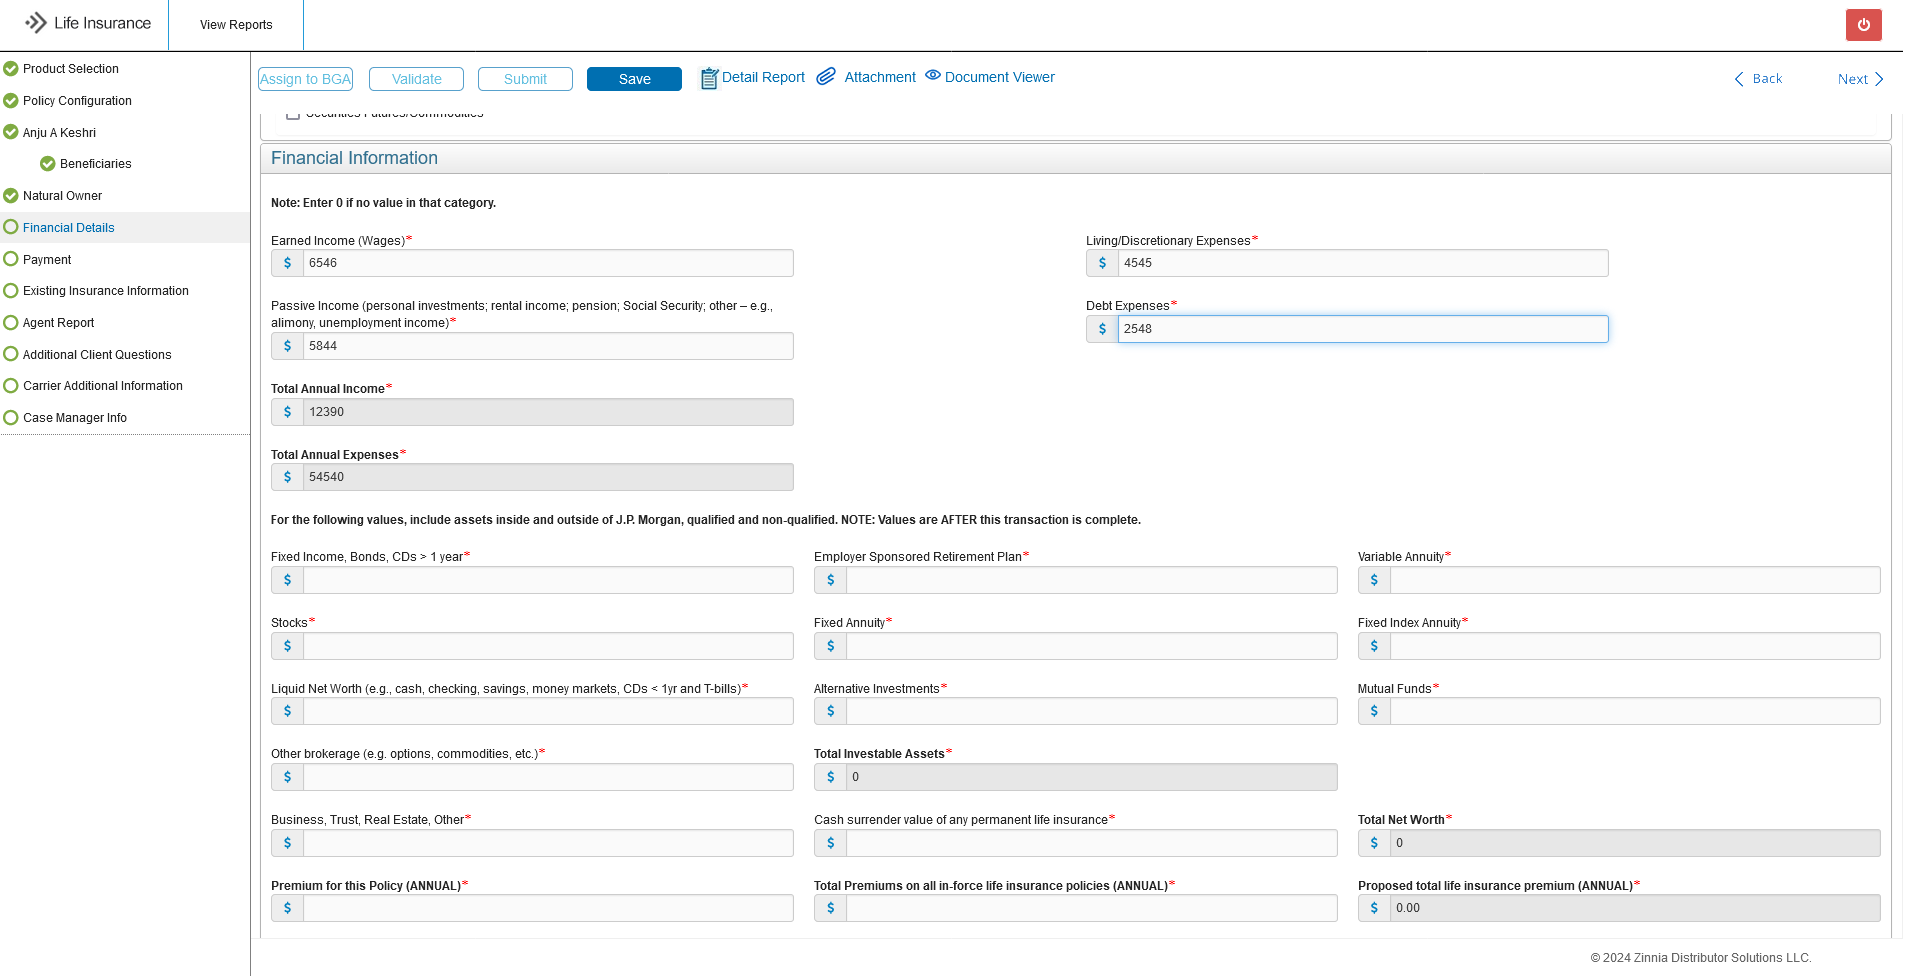 Life Insurance
View Reports
Product Selection
Policy Configuration
Anju A Keshri
Beneficiaries
Natural Owner
Financial Details
Payment
Existing Insurance Information
Agent Report
Additional Client Questions
Carrier Additional Information
Case Manager Info
Assign to BGA Validate Submit Save Detail Report Attachment Document Viewer Back Next
Securities Futures/Commodities
Financial Information
Note: Enter 0 if no value in that category.
Earned Income (Wages)* Living/Discretionary Expenses*
$ 6546 $ 4545
Passive Income (personal investments; rental income; pension; Social Security; other – e.g.,
alimony, unemployment income)*
$ 5844
Debt Expenses*
$ 2548
Total Annual Income*
$ 12390
Total Annual Expenses*
$ 54540
For the following values, include assets inside and outside of J.P. Morgan, qualified and non-qualified. NOTE: Values are AFTER this transaction is complete.
Fixed Income, Bonds, CDs > 1 year* Employer Sponsored Retirement Plan* Variable Annuity*
$ $ $
Stocks* Fixed Annuity* Fixed Index Annuity*
$ $ $
Liquid Net Worth (e.g., cash, checking, savings, money markets, CDs < 1yr and T-bills)* Alternative Investments* Mutual Funds*
$ $ $
Other brokerage (e.g. options, commodities, etc.)* Total Investable Assets*
$ $ 0
Business, Trust, Real Estate, Other* Cash surrender value of any permanent life insurance* Total Net Worth*
$ $ $ 0
Premium for this Policy (ANNUAL)* Total Premiums on all in-force life insurance policies (ANNUAL)* Proposed total life insurance premium (ANNUAL)*
$ $ $ 0.00
© 2024 Zinnia Distributor Solutions LLC.